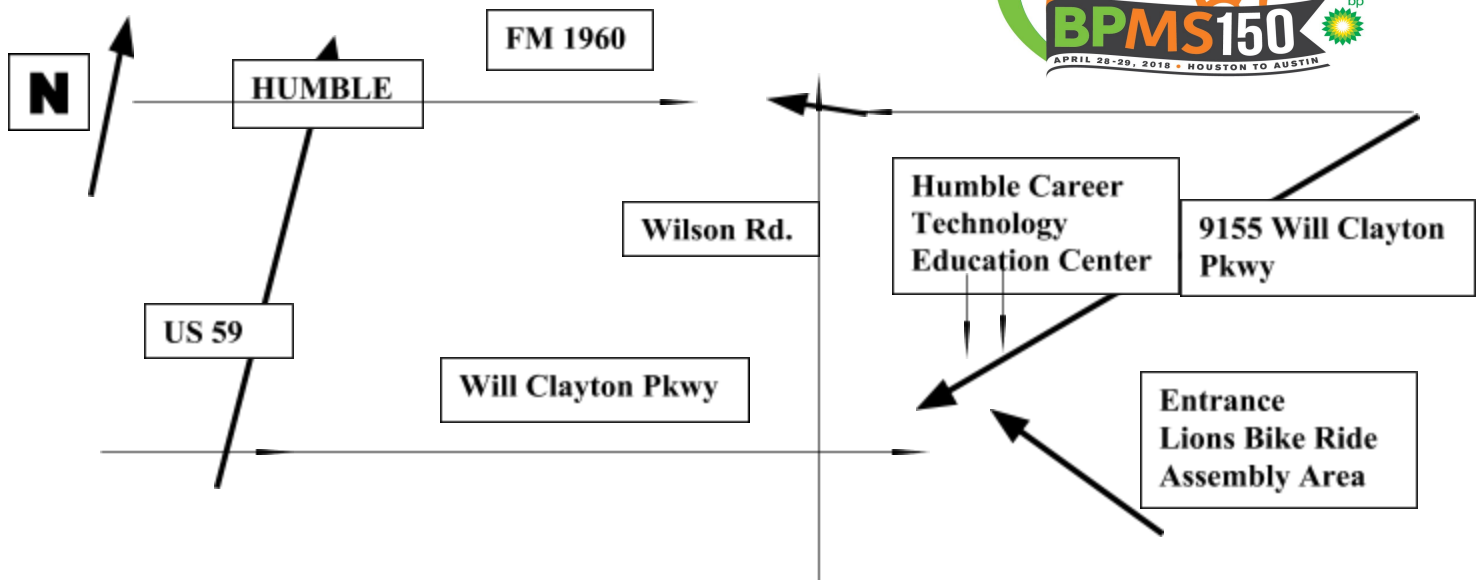 FM 1960
bp
BPMS150
APRIL 28-29, 2018 • HOUSTON TO AUSTIN
N
HUMBLE
Humble Career
Technology
Education Center
Wilson Rd.
9155 Will Clayton
Pkwy
US 59
Will Clayton Pkwy
Entrance
Lions Bike Ride
Assembly Area